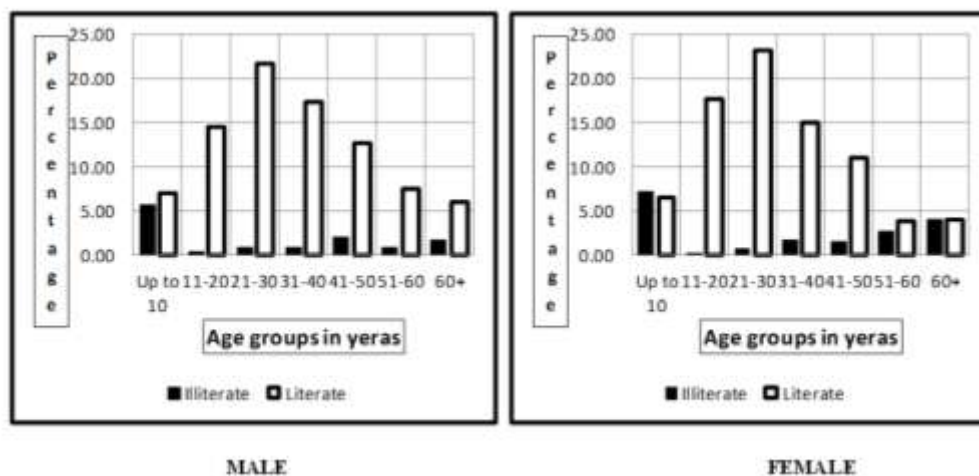 Percentage
25.00
20.00
15.00
10.00
5.00
0.00
Up to 10 11-20 21-30 31-40 41-50 51-60 60+
Age groups in yeras
Illiterate Literate
MALE
Percentage
25.00
20.00
15.00
10.00
5.00
0.00
Up to 10 11-20 21-30 31-40 41-50 51-60 60+
Age groups in yeras
Illiterate Literate
FEMALE